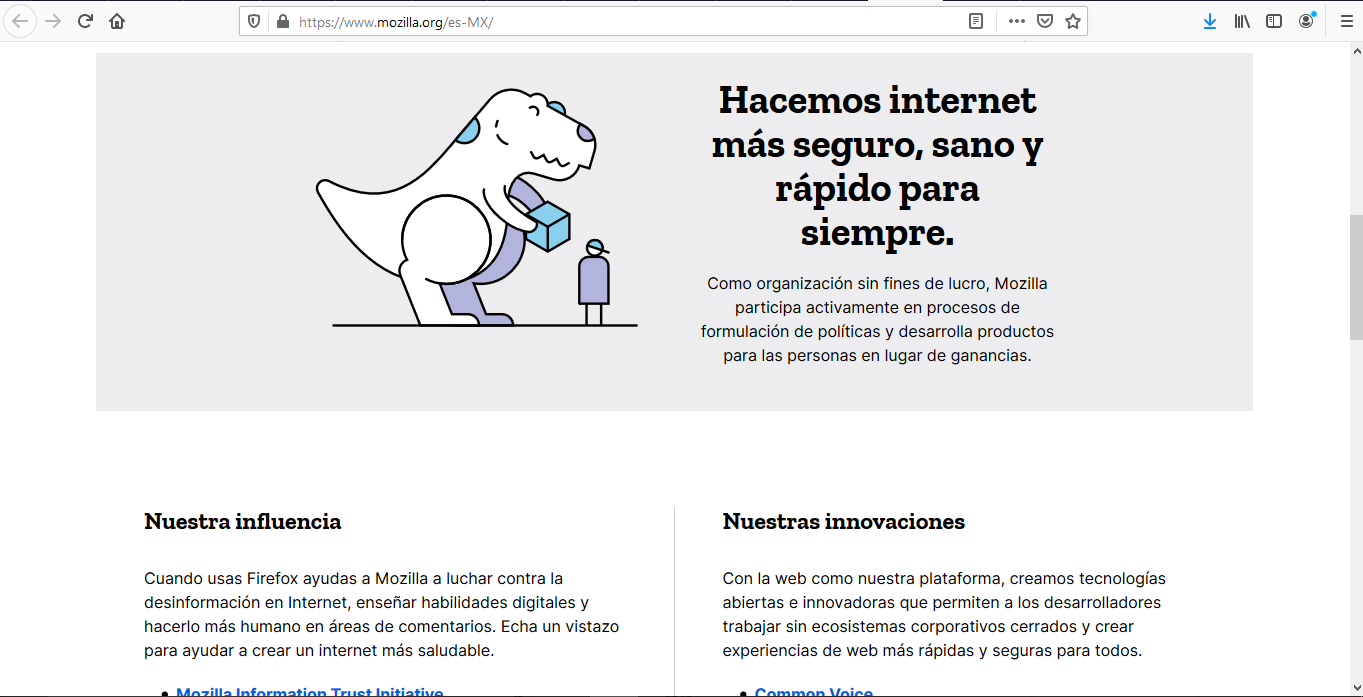 https://www.mozilla.org/es-MX/
Hacemos internet
más seguro, sano y
rápido para
siempre.
Como organización sin fines de lucro, Mozilla
participa activamente en procesos de
formulación de políticas y desarrolla productos
para las personas en lugar de ganancias.
Nuestra influencia
Cuando usas Firefox ayudas a Mozilla a luchar contra la
desinformación en Internet, enseñar habilidades digitales y
hacerlo más humano en áreas de comentarios. Echa un vistazo
para ayudar a crear un internet más saludable.
Mozilla Information Trust Initiative
Nuestras innovaciones
Con la web como nuestra plataforma, creamos tecnologías
abiertas e innovadoras que permiten a los desarrolladores
trabajar sin ecosistemas corporativos cerrados y crear
experiencias de web más rápidas y seguras para todos.
Common Voice